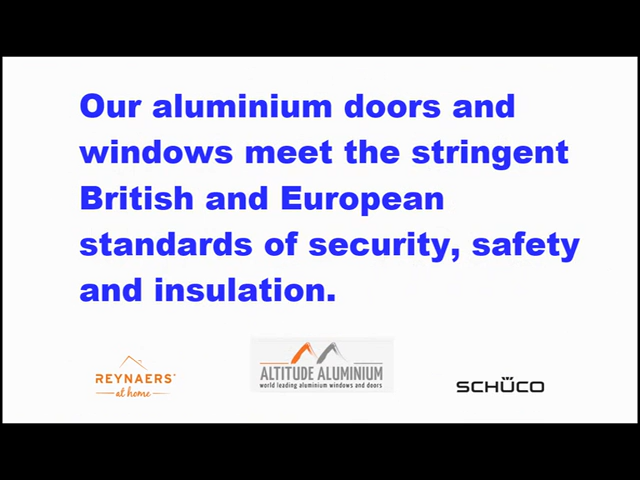 Our aluminium doors and
windows meet the stringent
British and European
standards of security, safety
and insulation.
REYNAERS
at home
ALTITUDE ALUMINIUM
world leading aluminium windows and doors
SCHÜCO